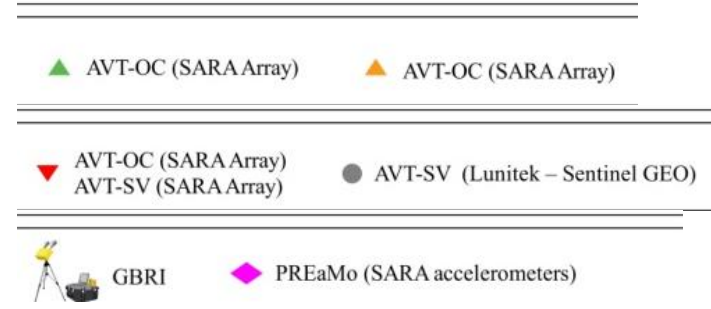 AVT-OC (SARA Array) AVT-OC (SARA Array)
AVT-OC (SARA Array)
AVT-SV (SARA Array)
AVT-SV (Lunitek – Sentinel GEO)
GBRI PREaMo (SARA accelerometers)